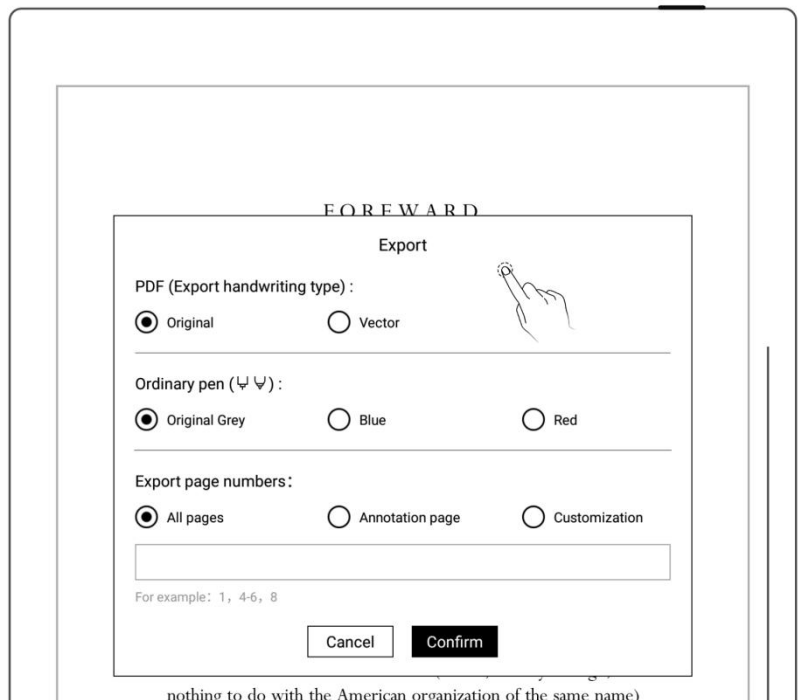 FOREWARD
Export
PDF (Export handwriting type) :
Original Vector
Ordinary pen ( ) :
Original Grey Blue Red
Export page numbers：
All pages Annotation page Customization
For example：1，4-6，8
Cancel Confirm
nothing to do with the American organization of the same name)